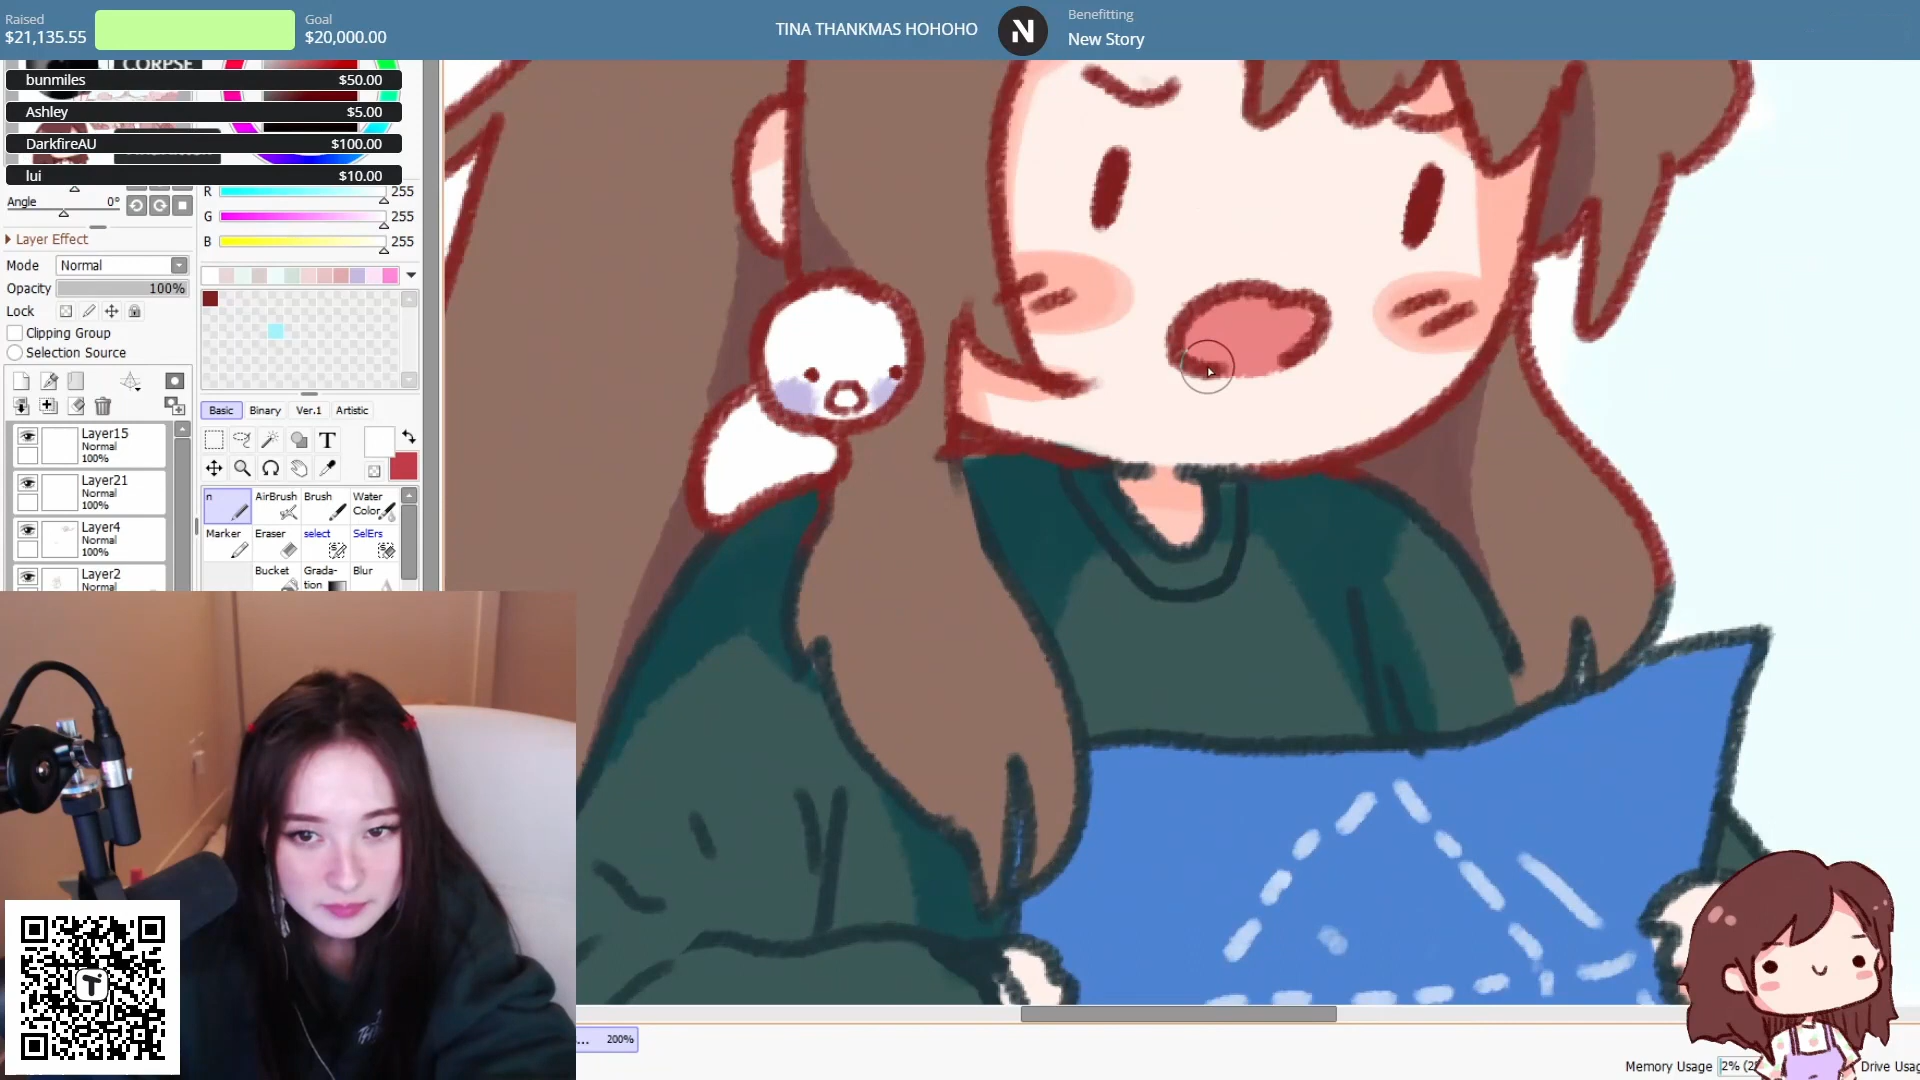 Raised
$21,135.55
Goal
$20,000.00
TINA THANKMAS HOHOHO
N
Benefitting
New Story
CORPSE
bunmiles $50.00
Ashley $5.00
DarkfireAU $100.00
lui $10.00
Angle 0°
R 255
G 255
B 255
Layer Effect
Mode Normal
Opacity 100%
Lock
Clipping Group
Selection Source
Basic Binary Ver.1 Artistic
T
Layer15
Normal
100%
Layer21
Normal
100%
Layer4
Normal
100%
Layer2
Normal
n AirBrush Brush Water Color
Marker Eraser select SelErs
Bucket Grada-tion Blur
T
... 200%
Memory Usage 2%
Drive Usag